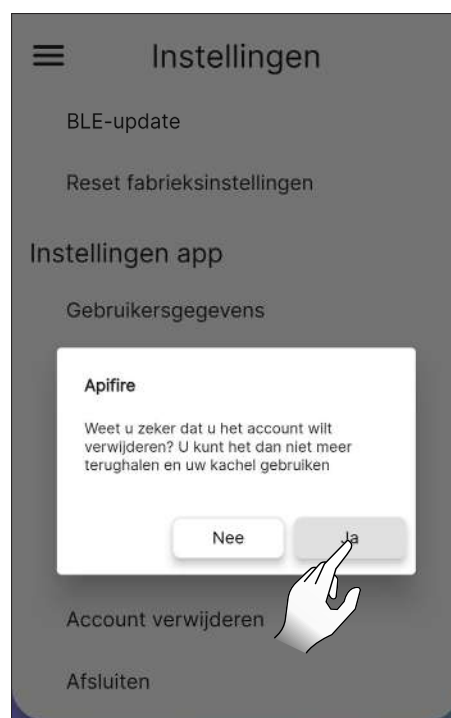 Instellingen
BLE-update
Reset fabrieksinstellingen
Instellingen app
Gebruikersgegevens
Apifire
Weet u zeker dat u het account wilt
verwijderen? U kunt het dan niet meer
terughalen en uw kachel gebruiken
Nee
Ja
Account verwijderen
Afsluiten